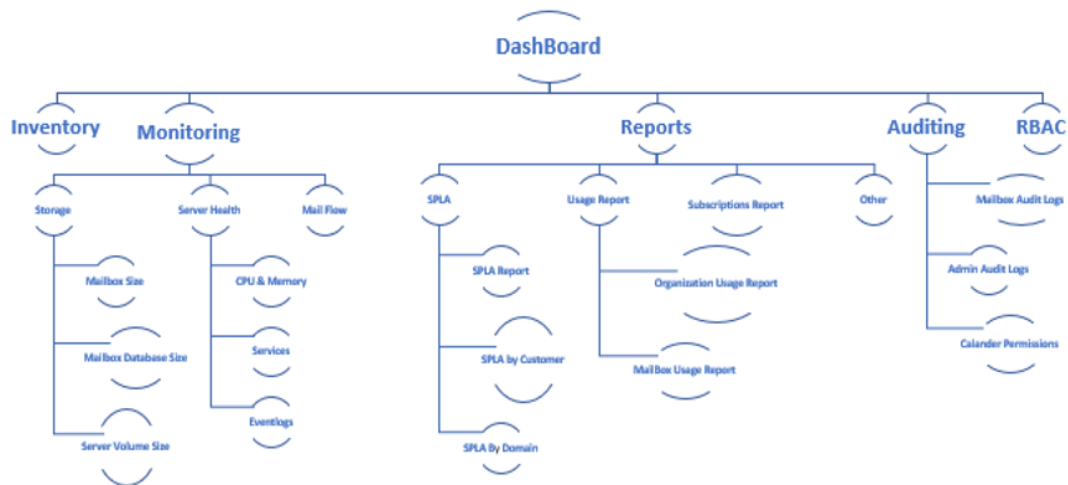 DashBoard
Inventory
Monitoring
Reports
Auditing
RBAC
Storage
Server Health
Mail Flow
SPLA
Usage Report
Subscriptions Report
Other
Mailbox Audit Logs
Mailbox Size
CPU & Memory
SPLA Report
Organization Usage Report
Admin Audit Logs
Mailbox Database Size
Services
SPLA by Customer
MailBox Usage Report
Calander Permissions
Server Volume Size
Eventlogs
SPLA By Domain